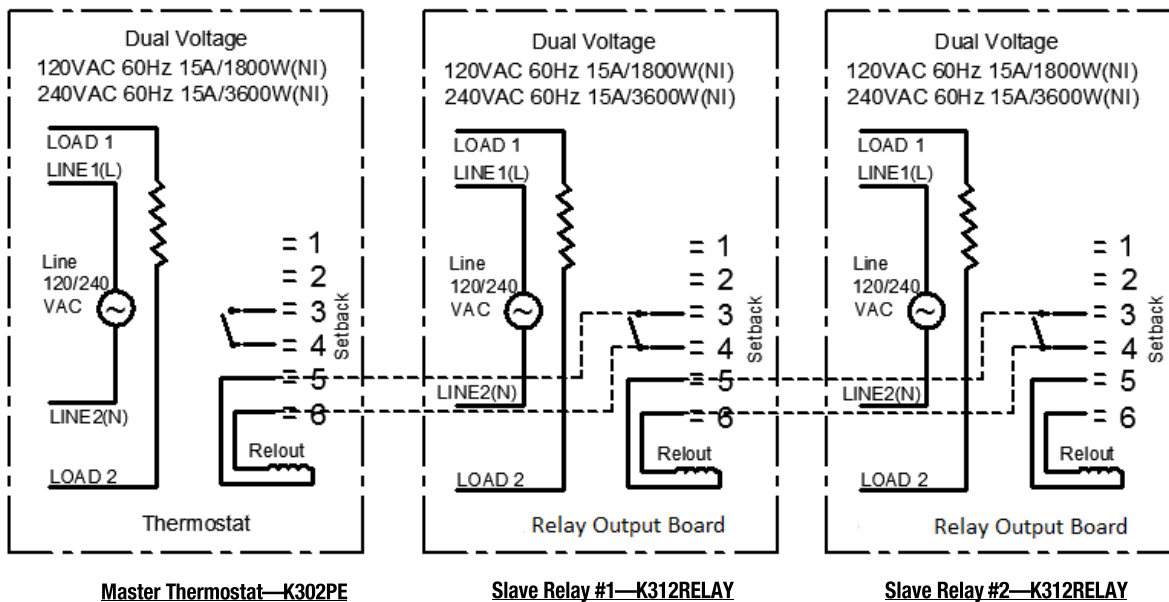 Dual Voltage
120VAC 60Hz 15A/1800W(NI)
240VAC 60Hz 15A/3600W(NI)
LOAD 1
LINE1(L)
Line
120/240
VAC
LINE2(N)
LOAD 2
= 1
= 2
= 3
= 4
= 5
= 6
Setback
Relout
Thermostat
Master Thermostat—K302PE
Dual Voltage
120VAC 60Hz 15A/1800W(NI)
240VAC 60Hz 15A/3600W(NI)
LOAD 1
LINE1(L)
Line
120/240
VAC
LINE2(N)
LOAD 2
= 1
= 2
= 3
= 4
= 5
= 6
Setback
Relout
Relay Output Board
Slave Relay #1—K312RELAY
Dual Voltage
120VAC 60Hz 15A/1800W(NI)
240VAC 60Hz 15A/3600W(NI)
LOAD 1
LINE1(L)
Line
120/240
VAC
LINE2(N)
LOAD 2
= 1
= 2
= 3
= 4
= 5
= 6
Setback
Relout
Relay Output Board
Slave Relay #2—K312RELAY